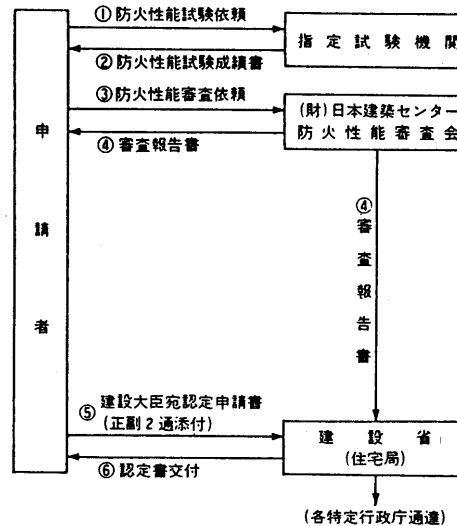 ①防火性能試験依頼
指定試験機関
②防火性能試験成績書
③防火性能審査依頼
(財)日本建築センター
防火性能審査会
④審査報告書
申請者
④審査報告書
⑤建設大臣宛認定申請書
(正副2通添付)
建設省
(住宅局)
⑥認定書交付
(各特定行政庁通達)